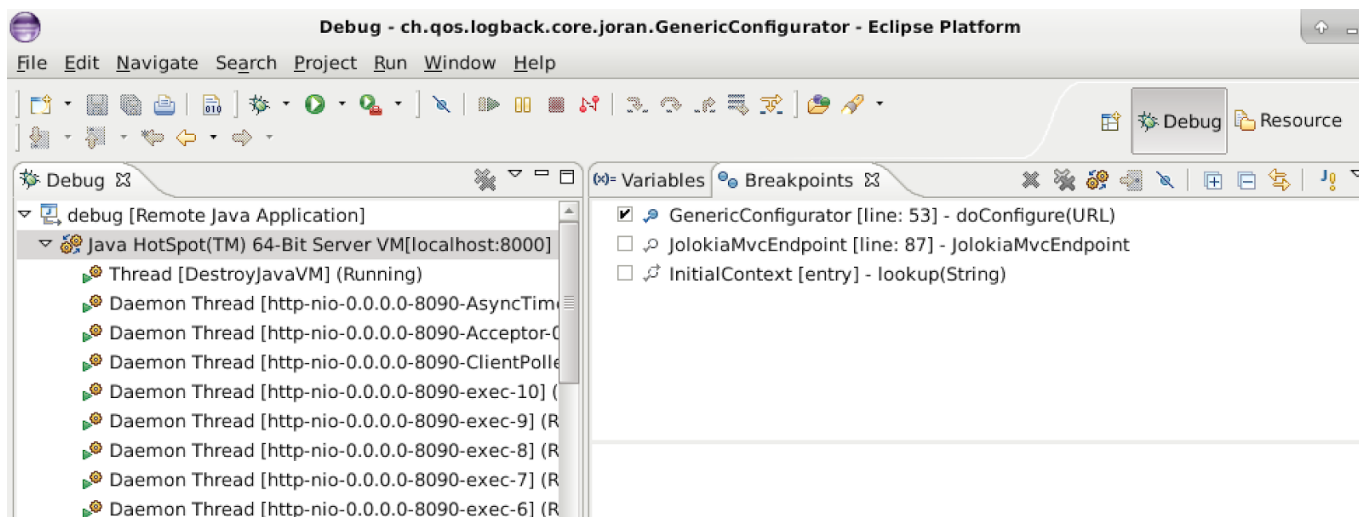 Debug - ch.qos.logback.core.joran.GenericConfigurator - Eclipse Platform
File Edit Navigate Search Project Run Window Help
Debug Resource
Debug
debug [Remote Java Application]
Java HotSpot(TM) 64-Bit Server VM[localhost:8000]
Thread [DestroyJavaVM] (Running)
Daemon Thread [http-nio-0.0.0.0-8090-AsyncTim
Daemon Thread [http-nio-0.0.0.0-8090-Acceptor-0
Daemon Thread [http-nio-0.0.0.0-8090-ClientPolle
Daemon Thread [http-nio-0.0.0.0-8090-exec-10] (
Daemon Thread [http-nio-0.0.0.0-8090-exec-9] (R
Daemon Thread [http-nio-0.0.0.0-8090-exec-8] (R
Daemon Thread [http-nio-0.0.0.0-8090-exec-7] (R
Daemon Thread [http-nio-0.0.0.0-8090-exec-6] (R
(x)= Variables Breakpoints
GenericConfigurator [line: 53] - doConfigure(URL)
JolokiaMvcEndpoint [line: 87] - JolokiaMvcEndpoint
InitialContext [entry] - lookup(String)